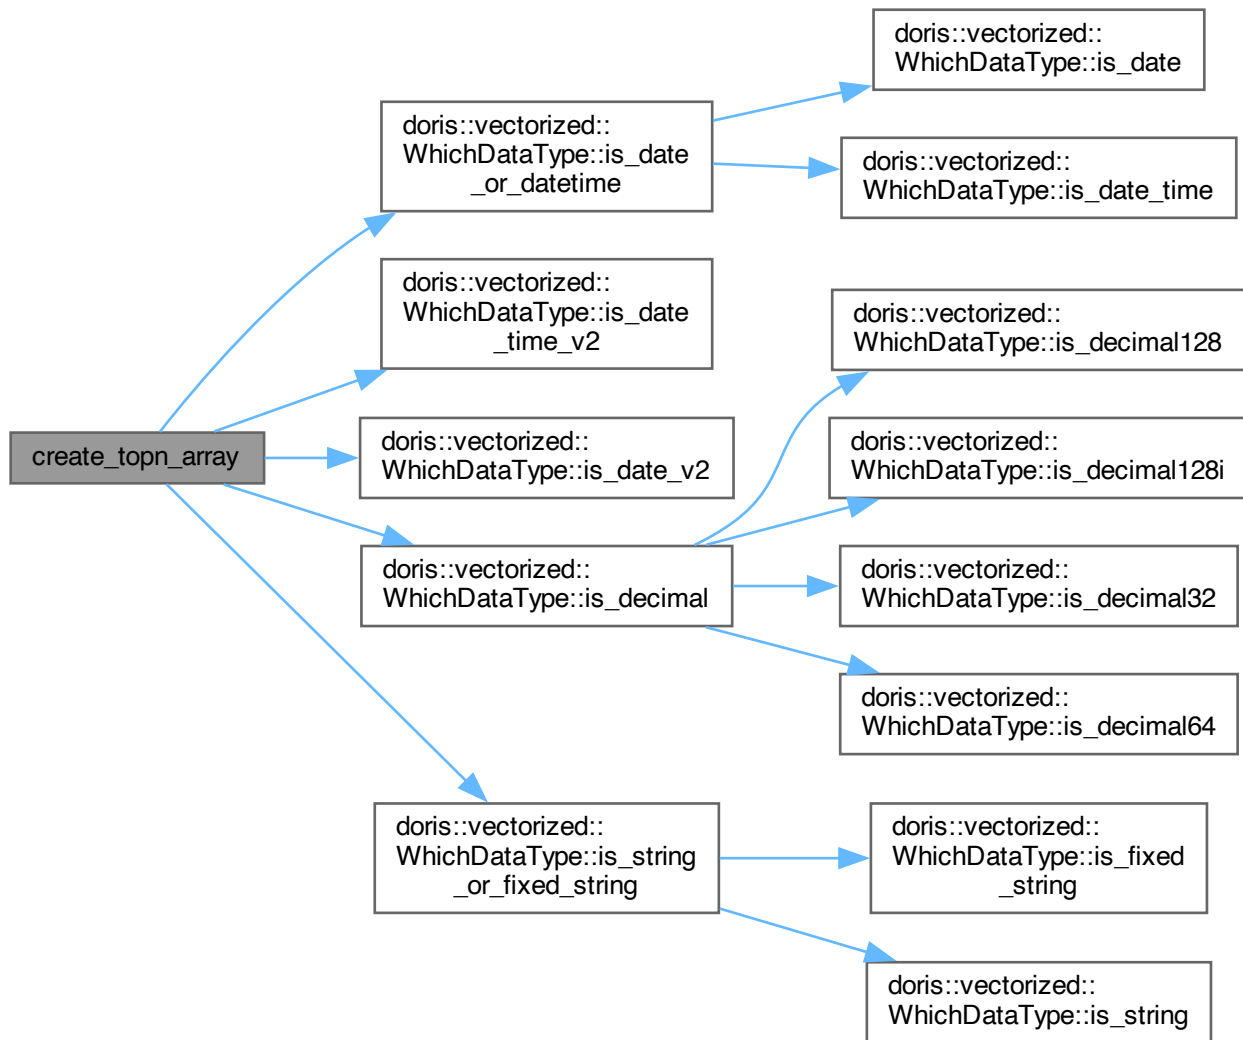 doris::vectorized::
WhichDataType::is_date
doris::vectorized::
WhichDataType::is_date
_or_datetime
doris::vectorized::
WhichDataType::is_date_time
doris::vectorized::
WhichDataType::is_date
_time_v2
doris::vectorized::
WhichDataType::is_decimal128
create_topn_array
doris::vectorized::
WhichDataType::is_date_v2
doris::vectorized::
WhichDataType::is_decimal128i
doris::vectorized::
WhichDataType::is_decimal
doris::vectorized::
WhichDataType::is_decimal32
doris::vectorized::
WhichDataType::is_decimal64
doris::vectorized::
WhichDataType::is_string
_or_fixed_string
doris::vectorized::
WhichDataType::is_fixed
_string
doris::vectorized::
WhichDataType::is_string